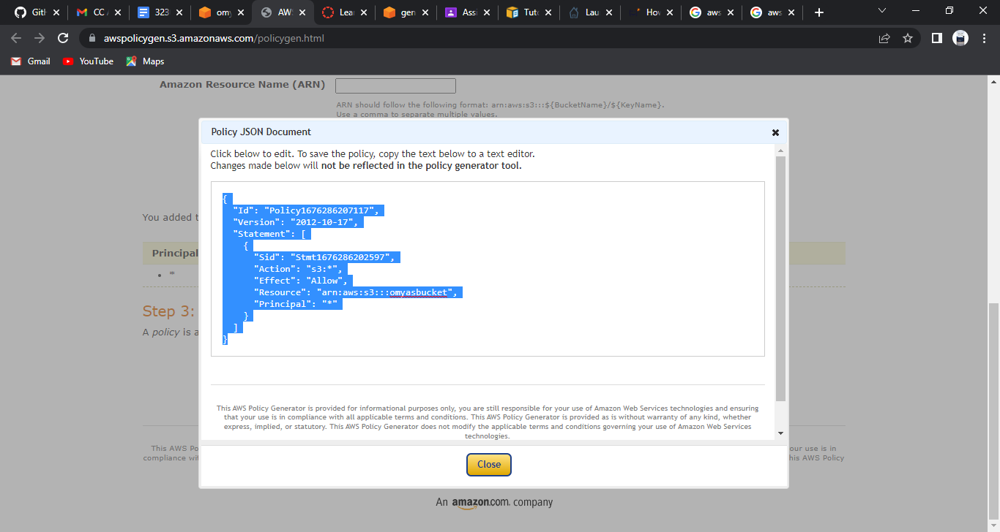 GitH
CC A
323
omy
AWS
Lear
gen
Assi
Tuto
Lau
How
aws
aws
awspolicygen.s3.amazonaws.com/policygen.html
Gmail
YouTube
Maps
Amazon Resource Name (ARN)
ARN should follow the following format: arn:aws:s3:::${BucketName}/${KeyName}.
Use a comma to separate multiple values.
Policy JSON Document
Click below to edit. To save the policy, copy the text below to a text editor.
Changes made below will not be reflected in the policy generator tool.
{
"Id": "Policy1676286207117",
"Version": "2012-10-17",
"Statement": [
{
"Sid": "Stmt1676286202597",
"Action": "s3:*",
"Effect": "Allow",
"Resource": "arn:aws:s3:::omyasbucket",
"Principal": "*"
}
]
}
You added t
Principal
*
Step 3:
A policy is a
This AWS Policy Generator is provided for informational purposes only, you are still responsible for your use of Amazon Web Services technologies and ensuring
that your use is in compliance with all applicable terms and conditions. This AWS Policy Generator is provided as is without warranty of any kind, whether
express, implied, or statutory. This AWS Policy Generator does not modify the applicable terms and conditions governing your use of Amazon Web Services
technologies.
Close
This AWS Po
our use is in
compliance wit
his AWS Policy
An amazon.com. company